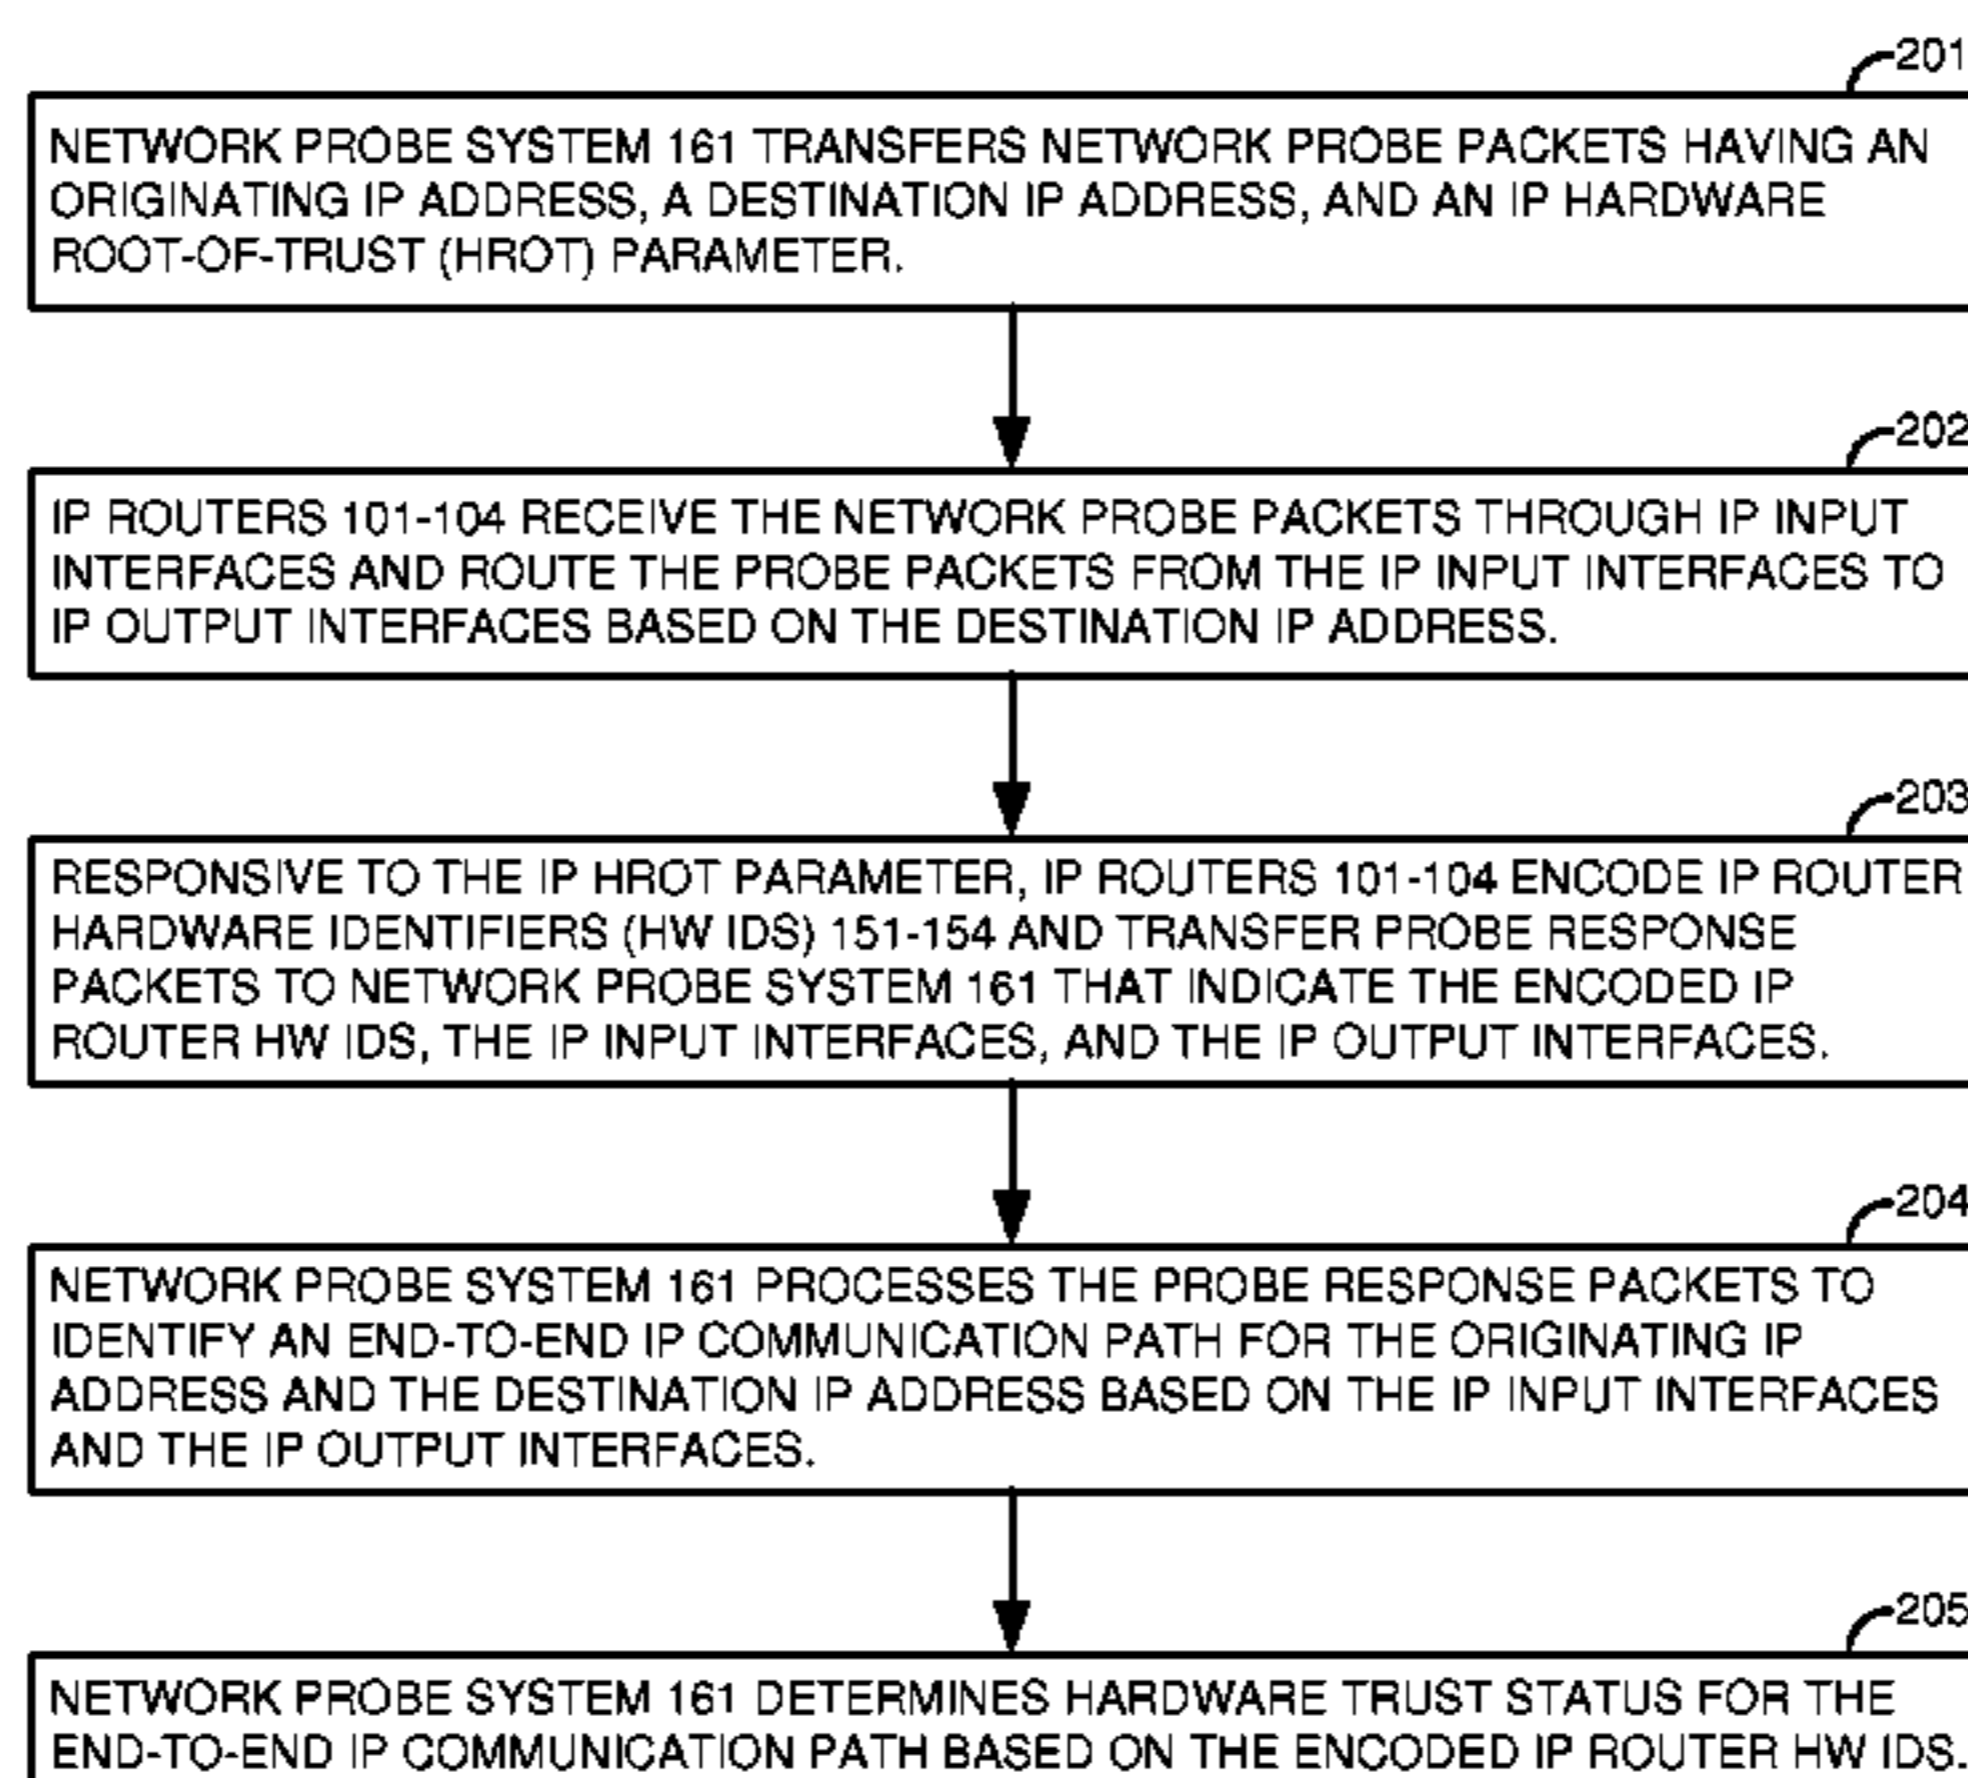 201
NETWORK PROBE SYSTEM 161 TRANSFERS NETWORK PROBE PACKETS HAVING AN
ORIGINATING IP ADDRESS, A DESTINATION IP ADDRESS, AND AN IP HARDWARE
ROOT-OF-TRUST (HROT) PARAMETER.
202
IP ROUTERS 101-104 RECEIVE THE NETWORK PROBE PACKETS THROUGH IP INPUT
INTERFACES AND ROUTE THE PROBE PACKETS FROM THE IP INPUT INTERFACES TO
IP OUTPUT INTERFACES BASED ON THE DESTINATION IP ADDRESS.
203
RESPONSIVE TO THE IP HROT PARAMETER, IP ROUTERS 101-104 ENCODE IP ROUTER
HARDWARE IDENTIFIERS (HW IDS) 151-154 AND TRANSFER PROBE RESPONSE
PACKETS TO NETWORK PROBE SYSTEM 161 THAT INDICATE THE ENCODED IP
ROUTER HW IDS, THE IP INPUT INTERFACES, AND THE IP OUTPUT INTERFACES.
204
NETWORK PROBE SYSTEM 161 PROCESSES THE PROBE RESPONSE PACKETS TO
IDENTIFY AN END-TO-END IP COMMUNICATION PATH FOR THE ORIGINATING IP
ADDRESS AND THE DESTINATION IP ADDRESS BASED ON THE IP INPUT INTERFACES
AND THE IP OUTPUT INTERFACES.
205
NETWORK PROBE SYSTEM 161 DETERMINES HARDWARE TRUST STATUS FOR THE
END-TO-END IP COMMUNICATION PATH BASED ON THE ENCODED IP ROUTER HW IDS.